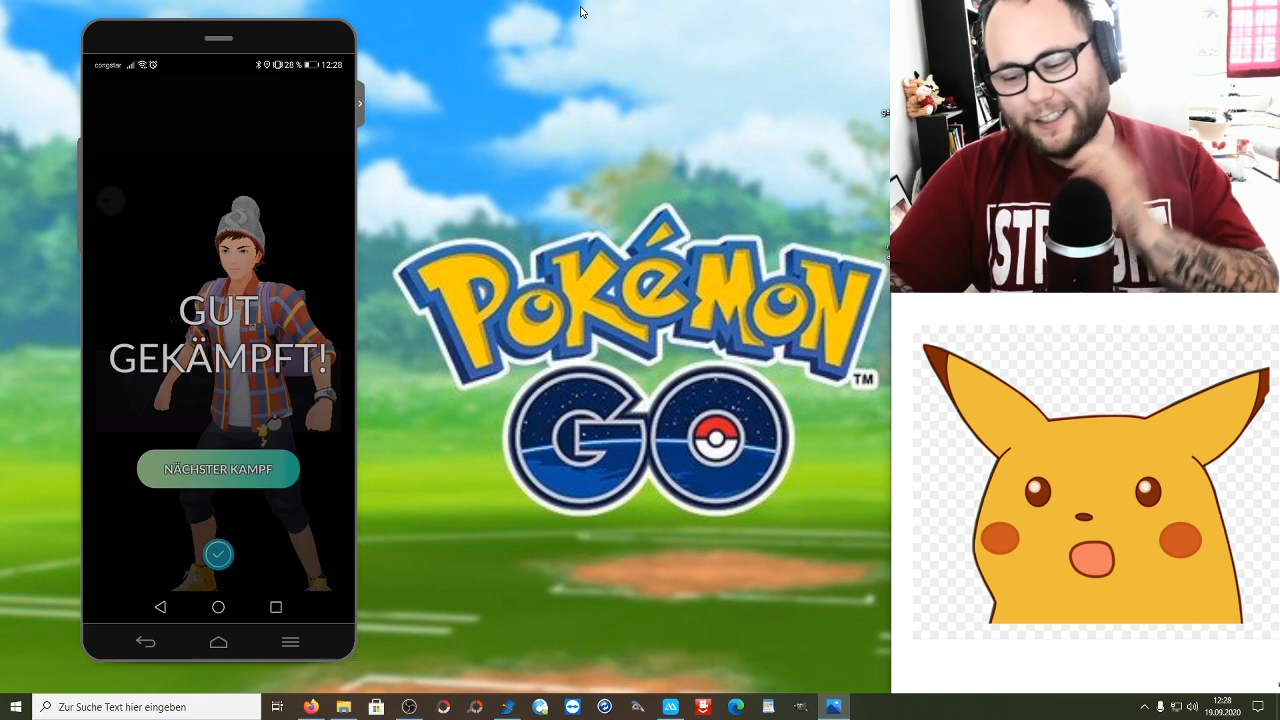 congstar
28 % 12:28
GUT
GEKÄMPFT!
NÄCHSTER KAMPF
POKÉMON
TM
GO
Zur Suche Text hier eingeben
12:28
19.09.2020